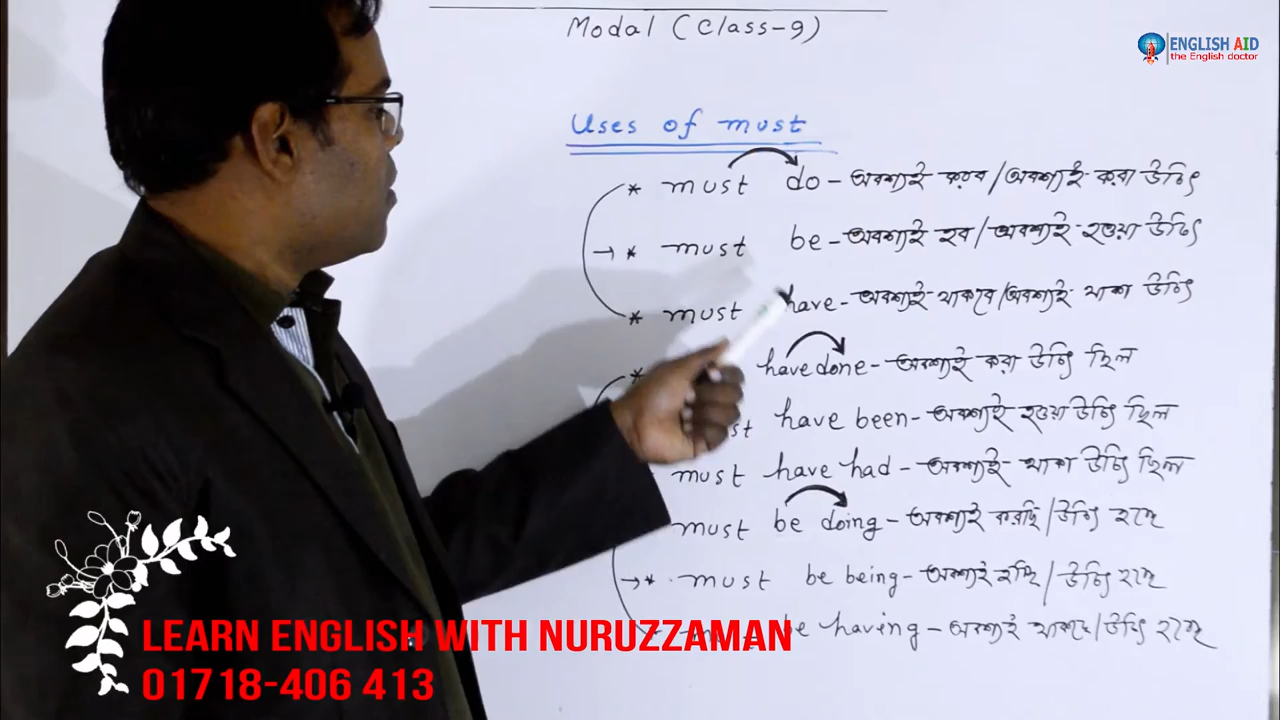 Modal (Class-9)
ENGLISH AID
the English doctor
Uses of must
* must do - অবশ্যই করব / অবশ্যই করা উচিৎ
→ * must be - অবশ্যই হব / অবশ্যই হওয়া উচিৎ
* must have - অবশ্যই থাকবে / অবশ্যই থাকা উচিৎ
* have done - অবশ্যই করা উচিৎ ছিল
st have been - অবশ্যই হওয়া উচিৎ ছিল
must have had - অবশ্যই থাকা উচিৎ ছিল
must be doing - অবশ্যই করছি / উচিৎ হচ্ছে
→ * must be being - অবশ্যই হচ্ছি / উচিৎ হচ্ছে
be having - অবশ্যই / উচিৎ হচ্ছে
LEARN ENGLISH WITH NURUZZAMAN
01718-406 413